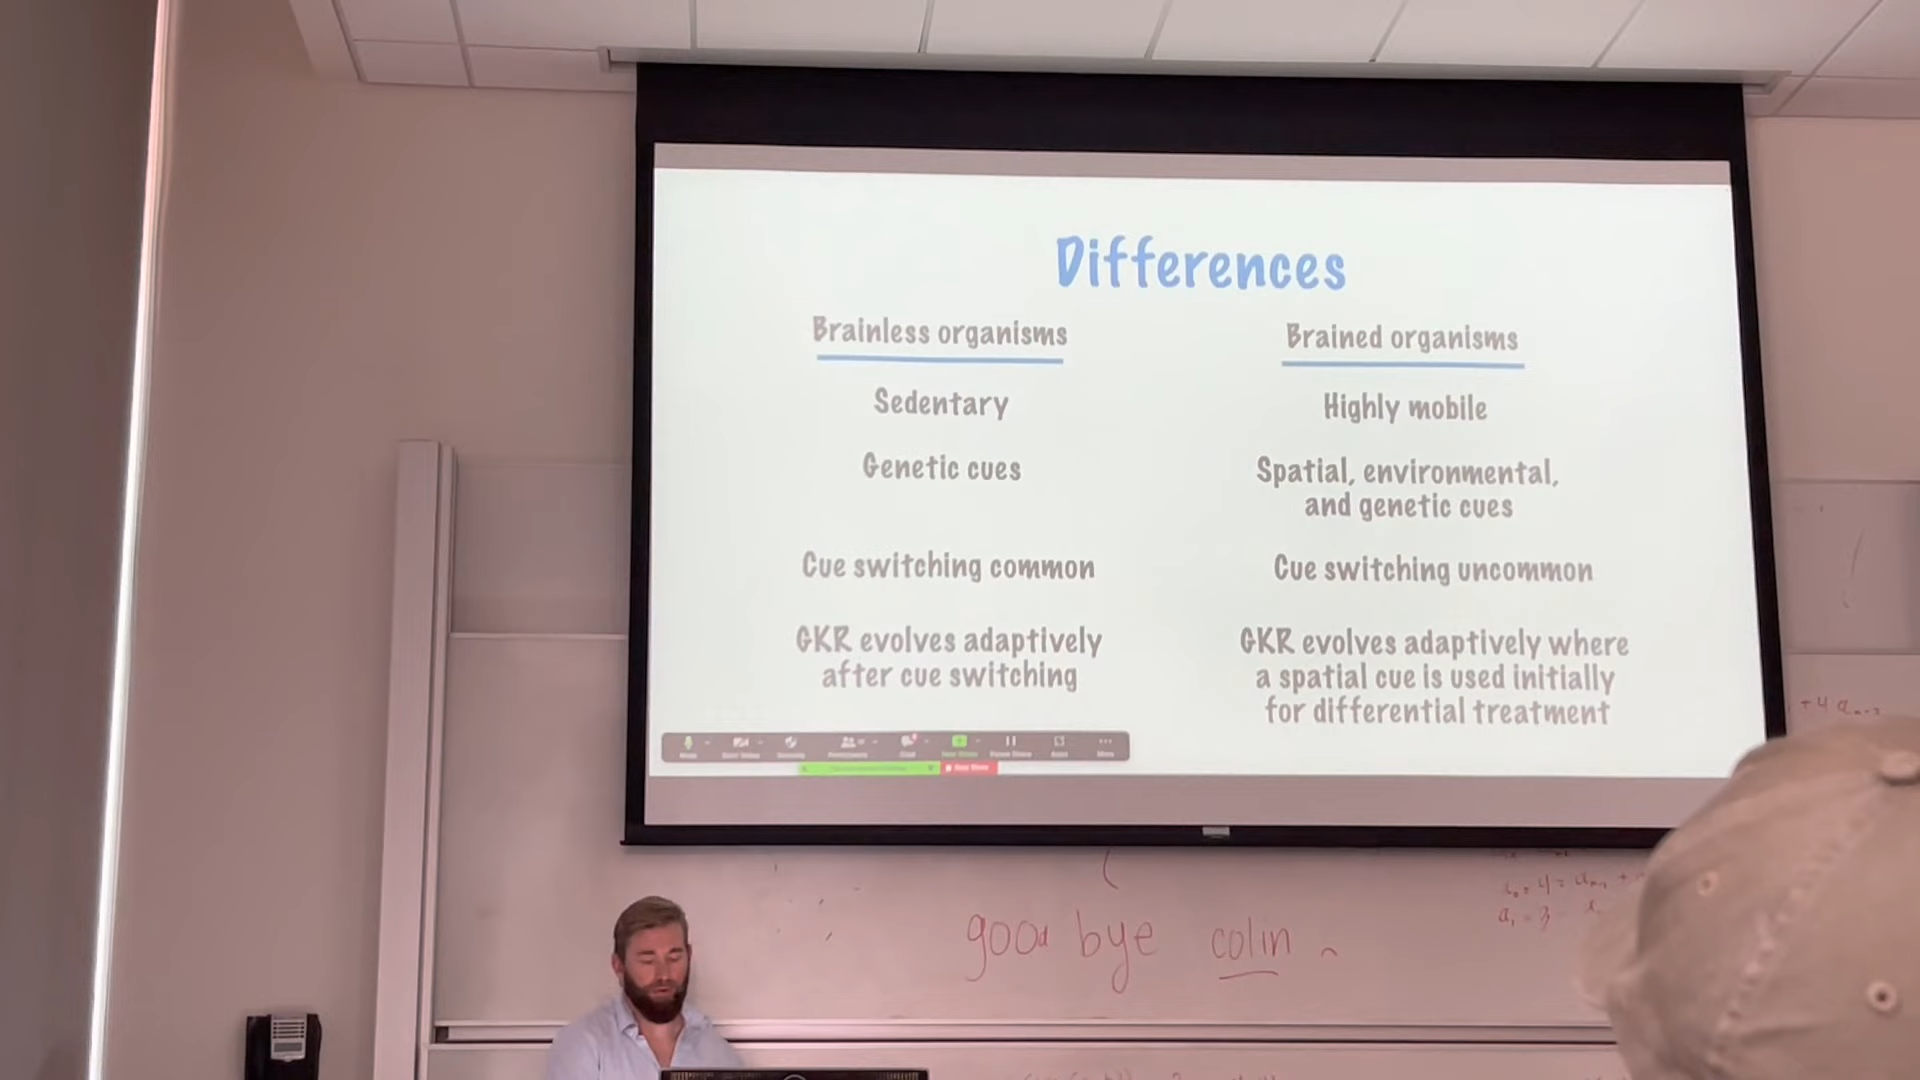 Differences
Brainless organisms
Brained organisms
Sedentary
Highly mobile
Genetic cues
Spatial, environmental,
and genetic cues
Cue switching common
Cue switching uncommon
GKR evolves adaptively
after cue switching
GKR evolves adaptively where
a spatial cue is used initially
for differential treatment
good bye colin